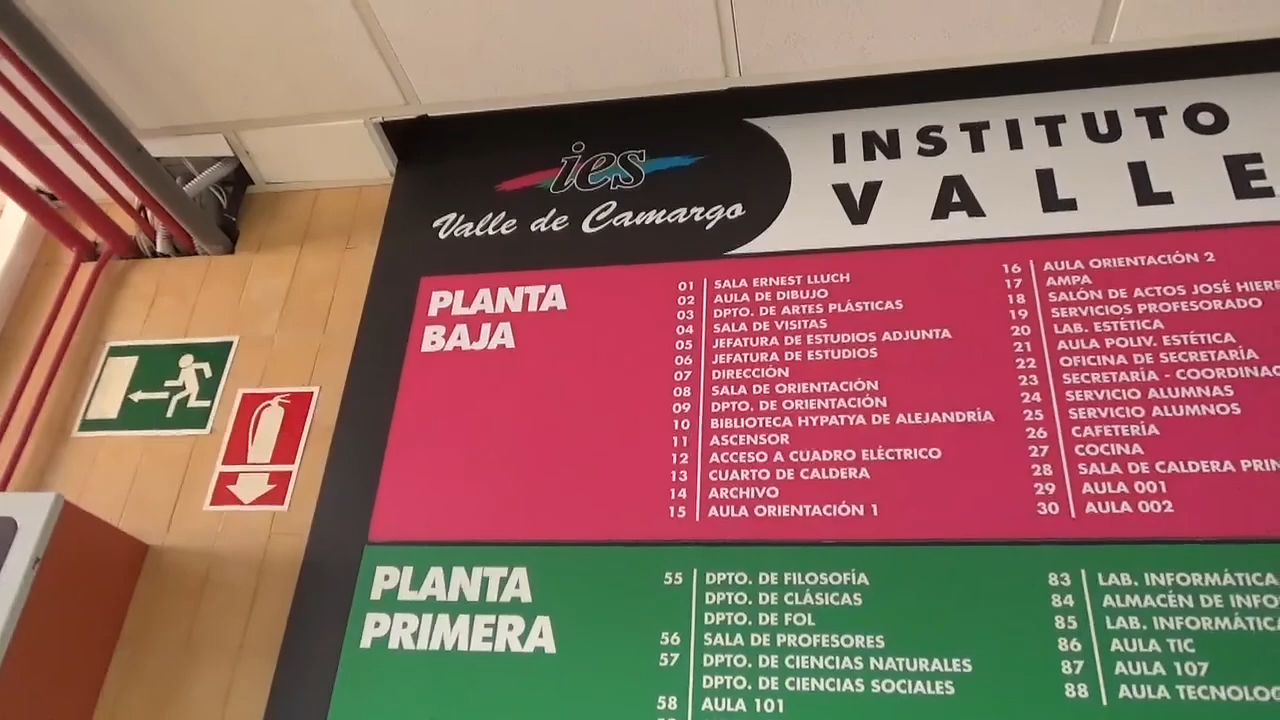 ies
Valle de Camargo
INSTITUTO
VALLE
PLANTA
BAJA
01 SALA ERNEST LLUCH
02 AULA DE DIBUJO
03 DPTO. DE ARTES PLÁSTICAS
04 SALA DE VISITAS
05 JEFATURA DE ESTUDIOS ADJUNTA
06 JEFATURA DE ESTUDIOS
07 DIRECCIÓN
08 SALA DE ORIENTACIÓN
09 DPTO. DE ORIENTACIÓN
10 BIBLIOTECA HYPATYA DE ALEJANDRÍA
11 ASCENSOR
12 ACCESO A CUADRO ELÉCTRICO
13 CUARTO DE CALDERA
14 ARCHIVO
15 AULA ORIENTACIÓN 1
16 AULA ORIENTACIÓN 2
17 AMPA
18 SALÓN DE ACTOS JOSÉ HIER
19 SERVICIOS PROFESORADO
20 LAB. ESTÉTICA
21 AULA POLIV. ESTÉTICA
22 OFICINA DE SECRETARÍA
23 SECRETARÍA - COORDINAC
24 SERVICIO ALUMNAS
25 SERVICIO ALUMNOS
26 CAFETERÍA
27 COCINA
28 SALA DE CALDERA PRIN
29 AULA 001
30 AULA 002
PLANTA
PRIMERA
55 DPTO. DE FILOSOFÍA
DPTO. DE CLÁSICAS
DPTO. DE FOL
56 SALA DE PROFESORES
57 DPTO. DE CIENCIAS NATURALES
DPTO. DE CIENCIAS SOCIALES
58 AULA 101
83 LAB. INFORMÁTICA
84 ALMACÉN DE INFO
85 LAB. INFORMÁTICA
86 AULA TIC
87 AULA 107
88 AULA TECNOLOG